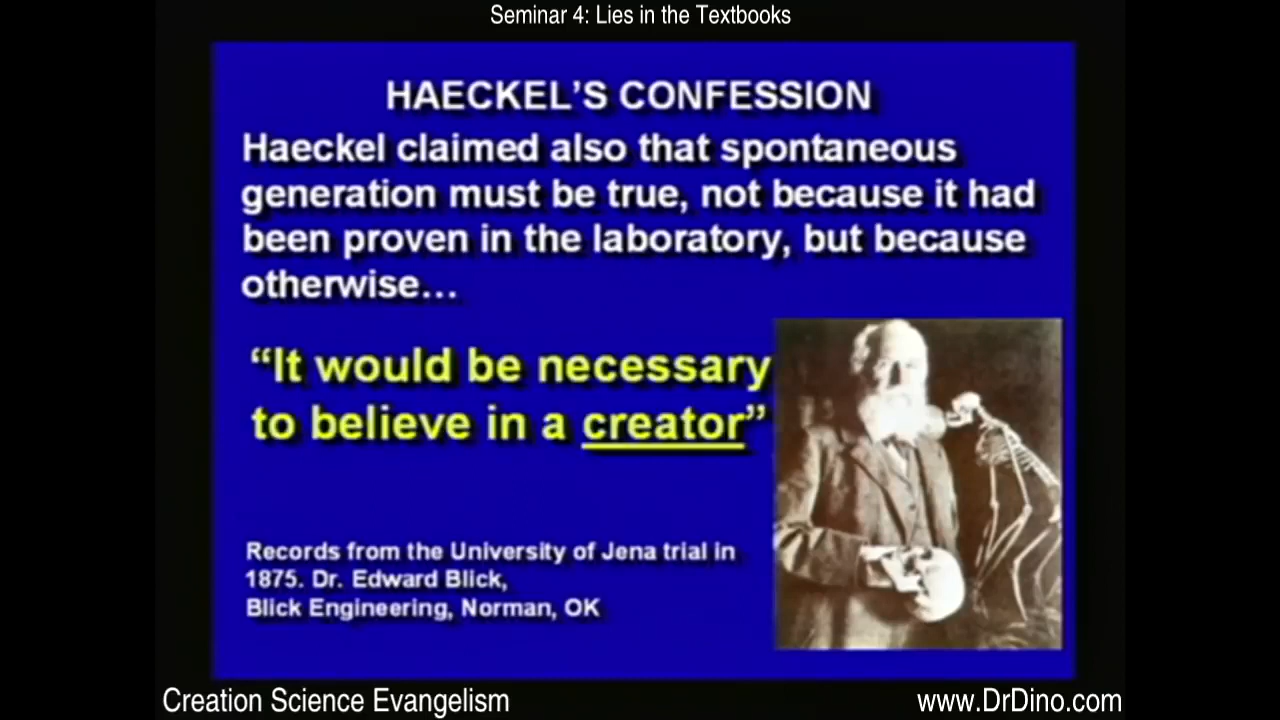 Seminar 4: Lies in the Textbooks
HAECKEL’S CONFESSION
Haeckel claimed also that spontaneous
generation must be true, not because it had
been proven in the laboratory, but because
otherwise…
“It would be necessary
to believe in a creator”
Records from the University of Jena trial in
1875. Dr. Edward Blick,
Blick Engineering, Norman, OK
Creation Science Evangelism
www.DrDino.com